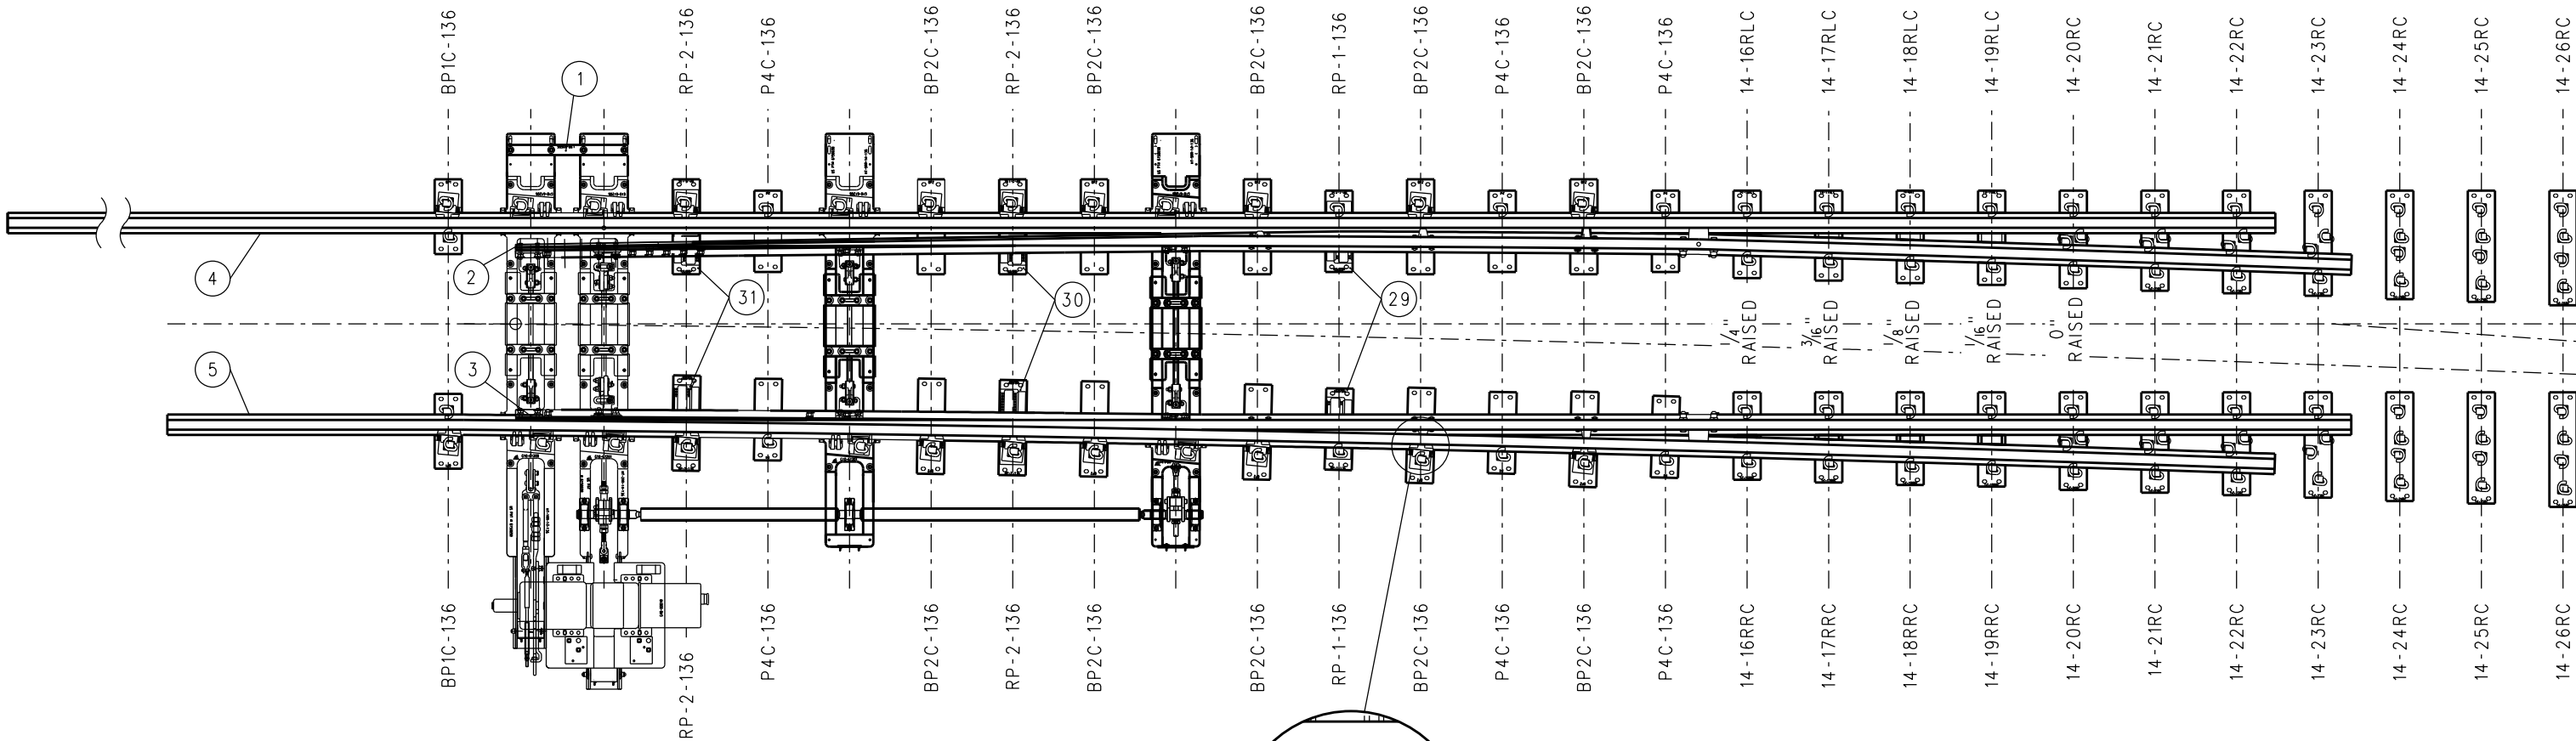 BP1C-136
RP-2-136
P4C-136
BP2C-136
RP-2-136
BP2C-136
BP2C-136
RP-1-136
BP2C-136
P4C-136
BP2C-136
P4C-136
14-16RLC
14-17RLC
14-18RLC
14-19RLC
14-20RC
14-21RC
14-22RC
14-23RC
14-24RC
14-25RC
14-26RC
1
2
4
31
30
29
5
3
1/4" RAISED
3/16" RAISED
1/8" RAISED
1/16" RAISED
0" RAISED
BP1C-136
RP-2-136
P4C-136
BP2C-136
RP-2-136
BP2C-136
BP2C-136
RP-1-136
BP2C-136
P4C-136
BP2C-136
P4C-136
14-16RRC
14-17RRC
14-18RRC
14-19RRC
14-20RC
14-21RC
14-22RC
14-23RC
14-24RC
14-25RC
14-26RC